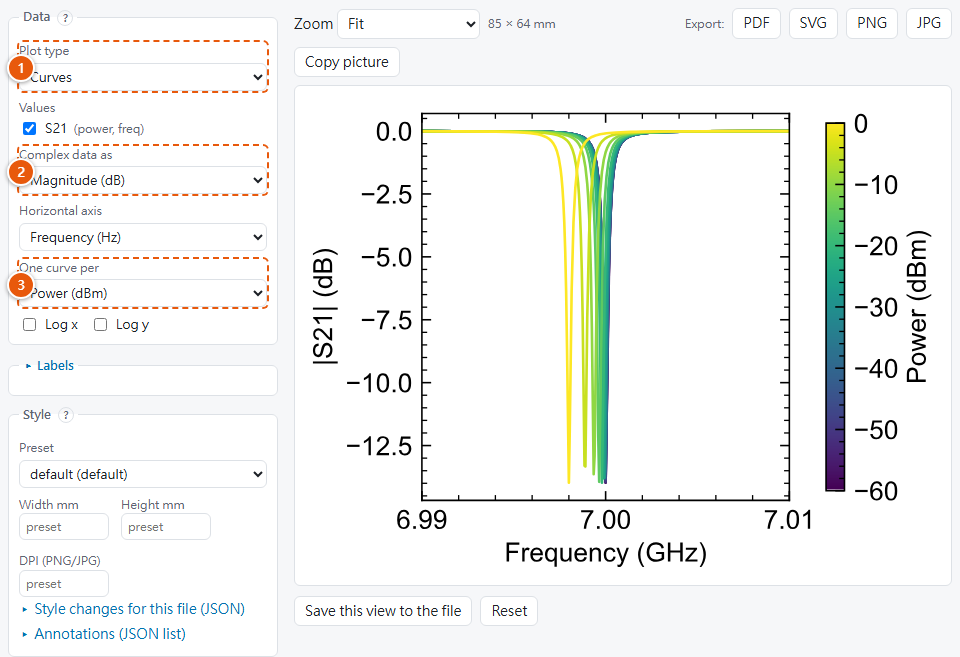 Data ?
Plot type
1
Curves
Values
S21 (power, freq)
Complex data as
2
Magnitude (dB)
Horizontal axis
Frequency (Hz)
One curve per
3
Power (dBm)
Log x Log y
Labels
Style ?
Preset
default (default)
Width mm Height mm
preset preset
DPI (PNG/JPG)
preset
Style changes for this file (JSON)
Annotations (JSON list)
Zoom Fit 85 × 64 mm Export: PDF SVG PNG JPG
Copy picture
0.0
−2.5
−5.0
−7.5
−10.0
−12.5
|S21| (dB)
6.99 7.00 7.01
Frequency (GHz)
0
−10
−20
−30
−40
−50
−60
Power (dBm)
Save this view to the file Reset